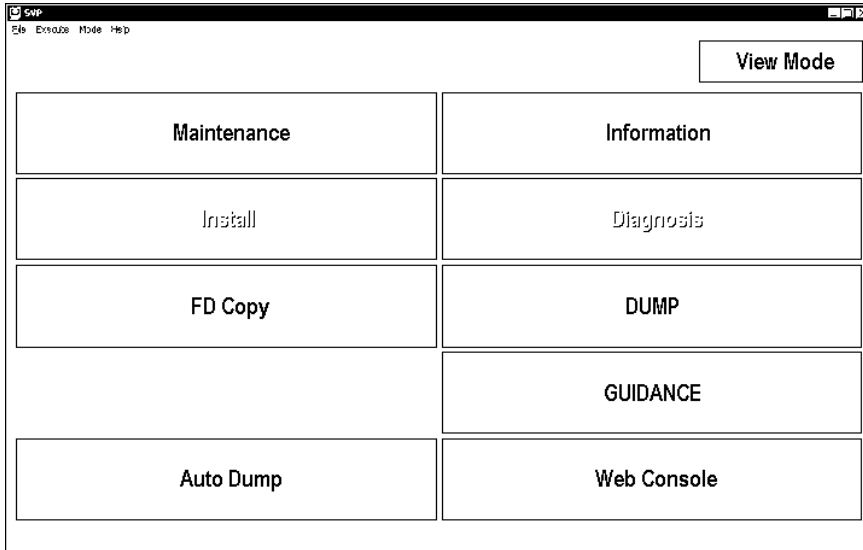 SVP
File Execute Mode Help
View Mode
Maintenance Information
Install Diagnosis
FD Copy DUMP
GUIDANCE
Auto Dump Web Console